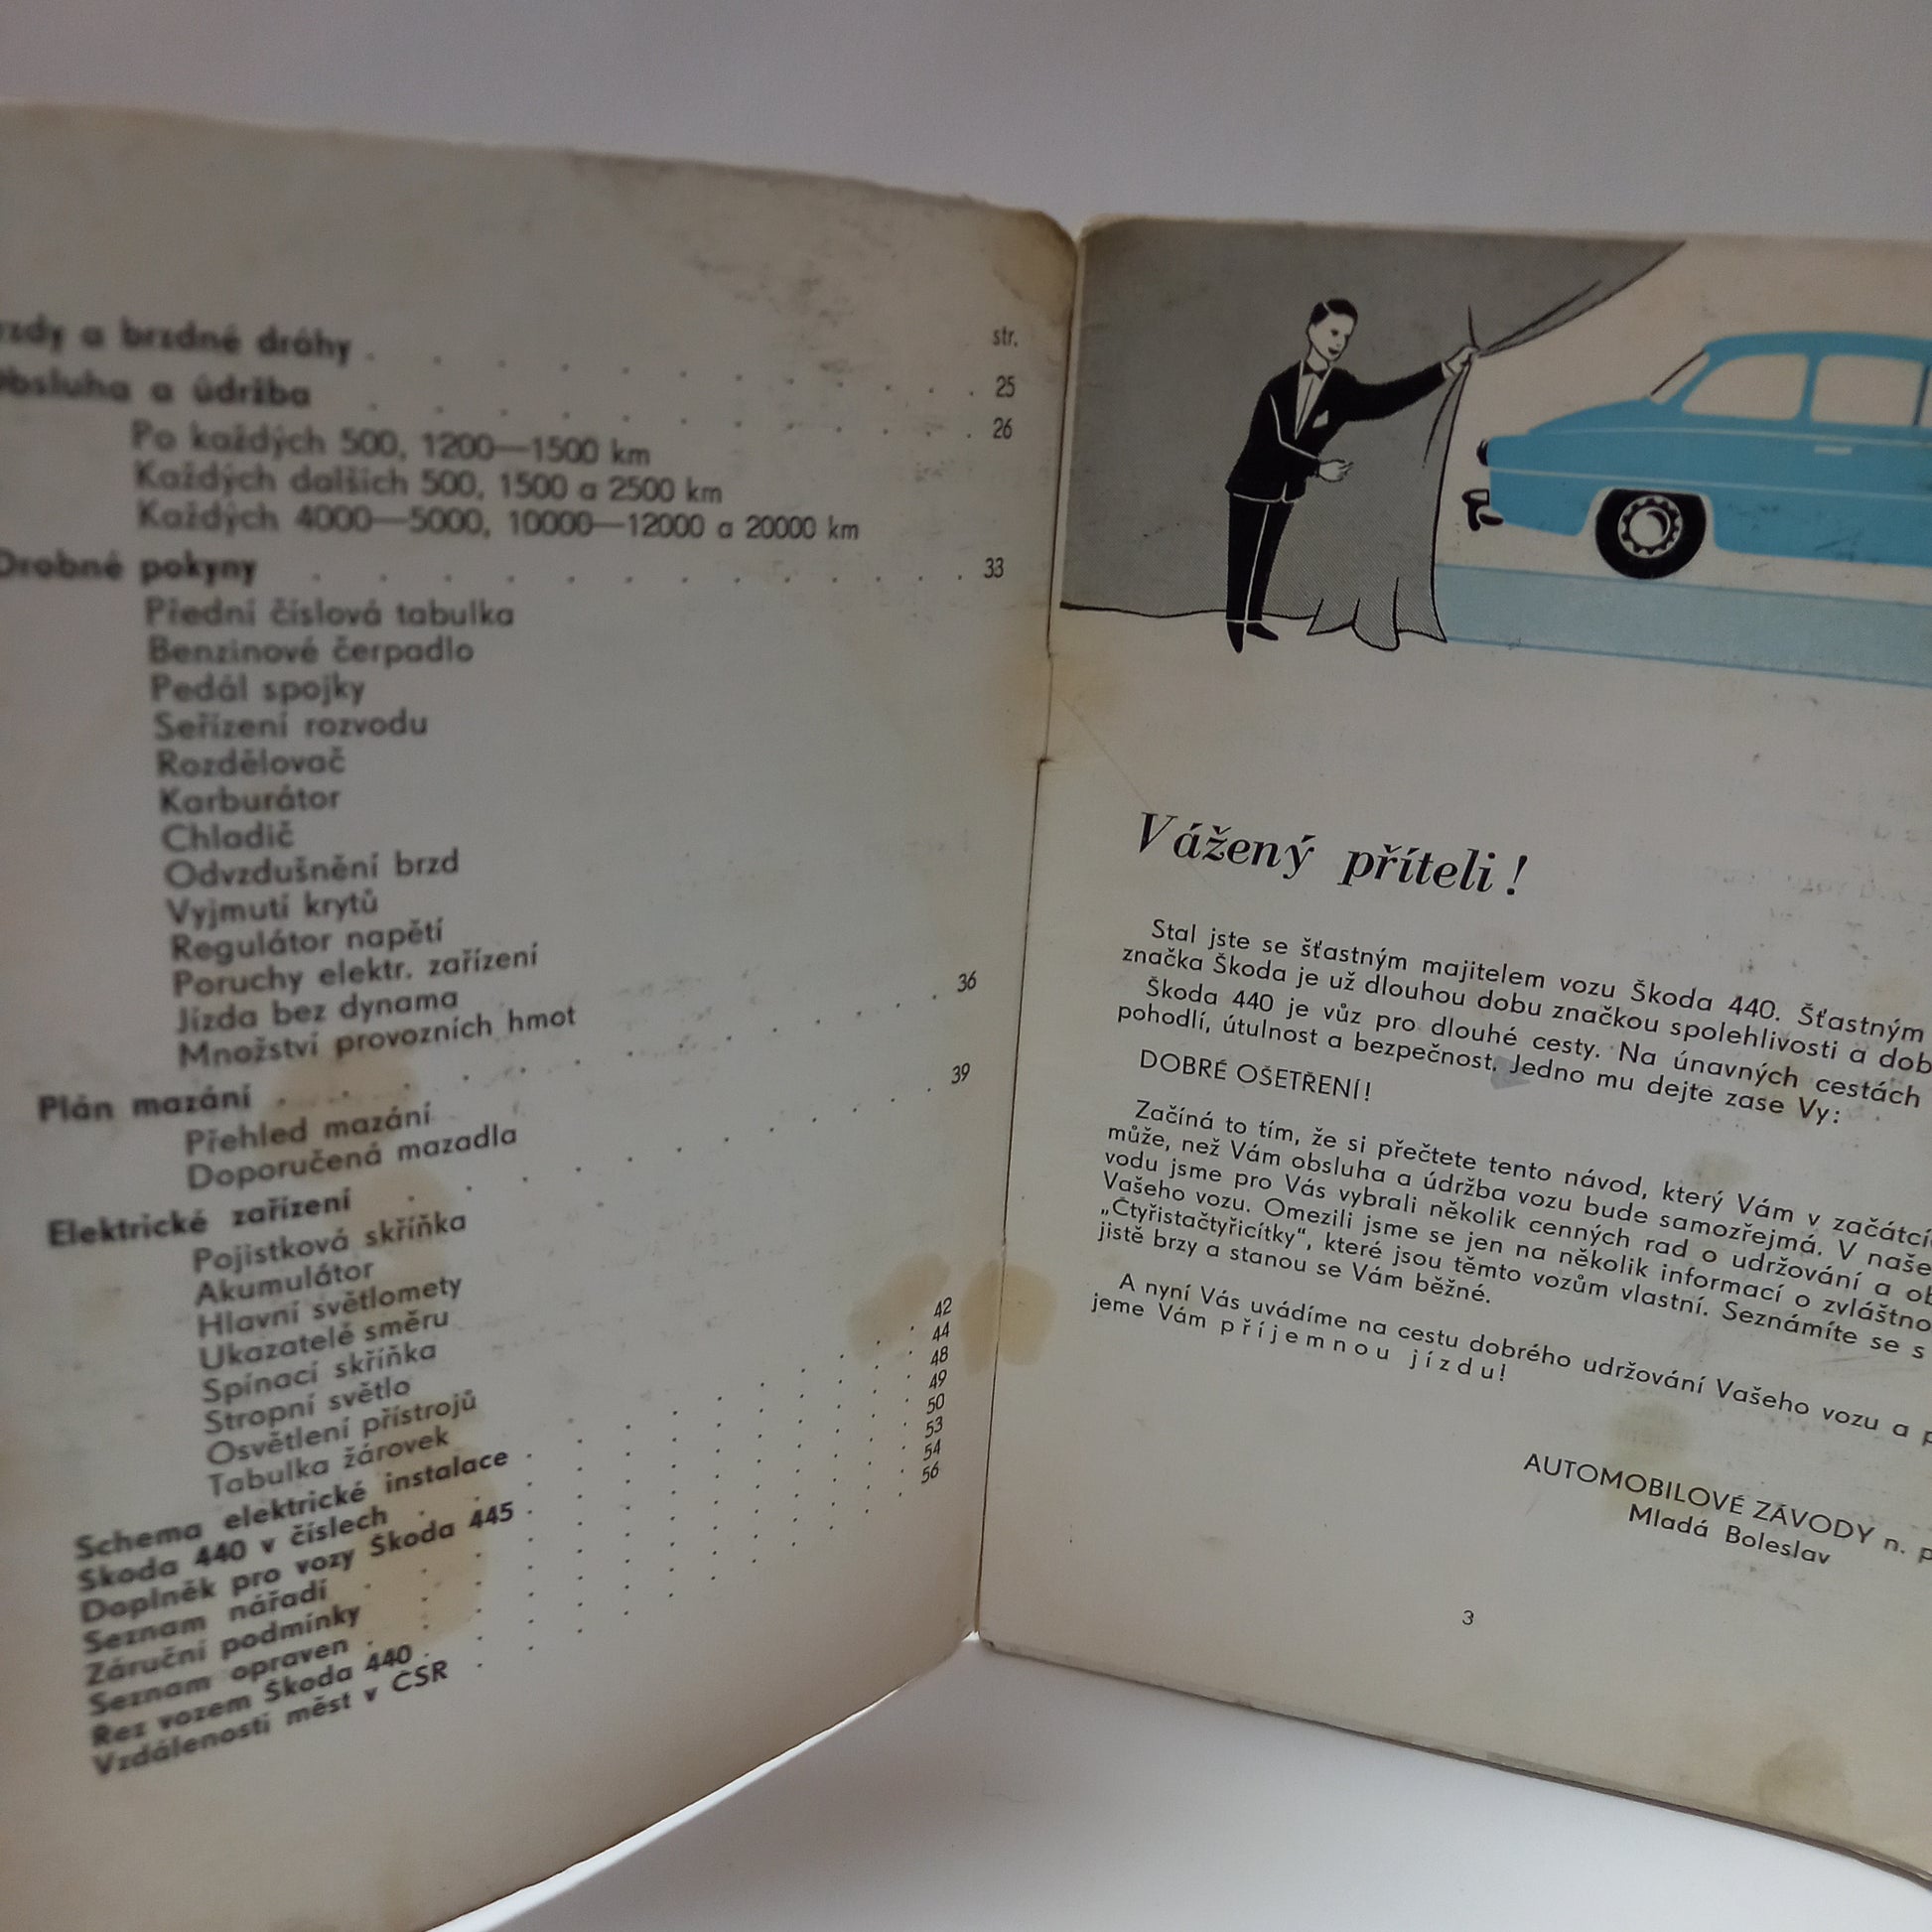 str.
a brzdné dráhy . . . . . . . . . . . 25
Obsluha a údržba . . . . . . . . . . . 26
Po každých 500, 1200—1500 km
Každých dalších 500, 1500 a 2500 km
Každých 4000—5000, 10000—12000 a 20000 km
Drobné pokyny . . . . . . . . . . . . 33
Přední číslová tabulka
Benzinové čerpadlo
Pedál spojky
Seřízení rozvodu
Rozdělovač
Karburátor
Chladič
Odvzdušnění brzd
Vyjmutí krytů
Regulátor napětí
Poruchy elektr. zařízení
Jízda bez dynama
Množství provozních hmot
Plán mazání . . . . . . . . . . . . 36
Přehled mazání
Doporučená mazadla
Elektrické zařízení . . . . . . . . . . 39
Pojistková skříňka
Akumulátor
Hlavní světlomety
Ukazatelě směru
Spínací skříňka
Stropní světlo
Osvětlení přístrojů
Tabulka žárovek
Schema elektrické instalace . . . . . . . . 42
Škoda 440 v číslech . . . . . . . . . . 44
Doplněk pro vozy Škoda 445 . . . . . . . . 48
Seznam nářadí . . . . . . . . . . . 49
Záruční podmínky . . . . . . . . . . 50
Seznam opraven . . . . . . . . . . . 53
Řez vozem Škoda 440 . . . . . . . . . . 54
Vzdálenosti měst v ČSR . . . . . . . . . 56
Vážený příteli!
Stal jste se šťastným majitelem vozu Škoda 440. Šťastným
značka Škoda je už dlouhou dobu značkou spolehlivosti a
Škoda 440 je vůz pro dlouhé cesty. Na únavných cestách
pohodlí, útulnost a bezpečnost. Jedno mu dejte zase Vy:
DOBRÉ OŠETŘENÍ!
Začíná to tím, že si přečtete tento návod, který Vám v
může, než Vám obsluha a údržba vozu bude samozřejmá. V
vodu jsme pro Vás vybrali několik cenných rad o udržování a
Vašeho vozu. Omezili jsme se jen na několik informací o
„Čtyřistačtyřicítky“, které jsou těmto vozům vlastní. Seznámíte se s
jistě brzy a stanou se Vám běžné.
A nyní Vás uvádíme na cestu dobrého udržování Vašeho vozu a
jeme Vám příjemnou jízdu!
AUTOMOBILOVÉ ZÁVODY n.
Mladá Boleslav
3